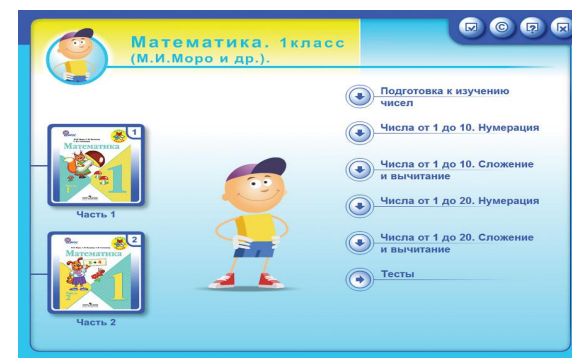 Математика. 1класс
(М.И.Моро и др.).
Подготовка к изучению
чисел
Числа от 1 до 10. Нумерация
Числа от 1 до 10. Сложение
и вычитание
Числа от 1 до 20. Нумерация
Числа от 1 до 20. Сложение
и вычитание
Тесты
1
Математика
1
Часть 1
2
Математика
1
Часть 2